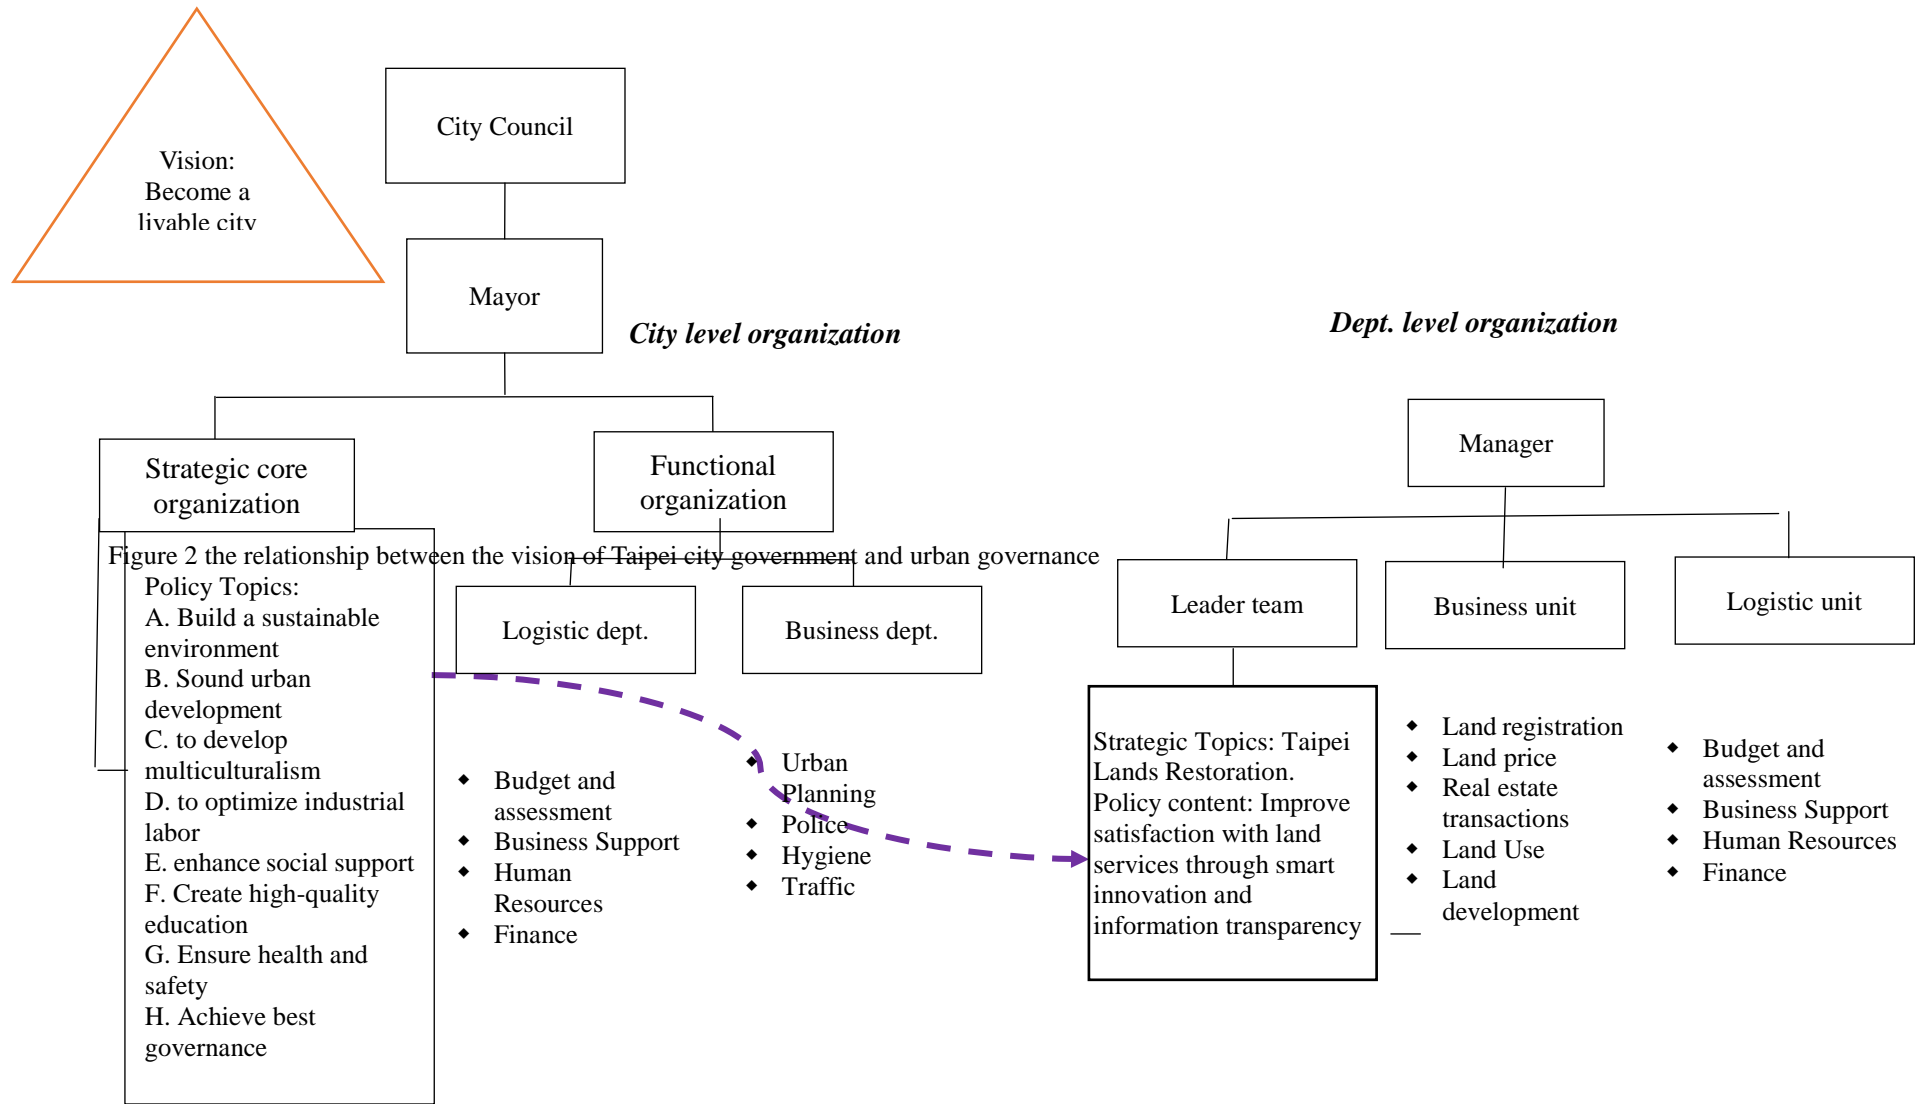 Vision:
Become a
livable city
City Council
Mayor
City level organization
Dept. level organization
Strategic core
organization
Functional
organization
Manager
Figure 2 the relationship between the vision of Taipei city government and urban governance
Policy Topics:
A. Build a sustainable
environment
B. Sound urban
development
C. to develop
multiculturalism
D. to optimize industrial
labor
E. enhance social support
F. Create high-quality
education
G. Ensure health and
safety
H. Achieve best
governance
Logistic dept.
Business dept.
◆ Budget and
assessment
◆ Business Support
◆ Human
Resources
◆ Finance
◆ Urban
Planning
◆ Police
◆ Hygiene
◆ Traffic
Leader team
Business unit
Logistic unit
Strategic Topics: Taipei
Lands Restoration.
Policy content: Improve
satisfaction with land
services through smart
innovation and
information transparency
◆ Land registration
◆ Land price
◆ Real estate
transactions
◆ Land Use
◆ Land
development
◆ Budget and
assessment
◆ Business Support
◆ Human Resources
◆ Finance